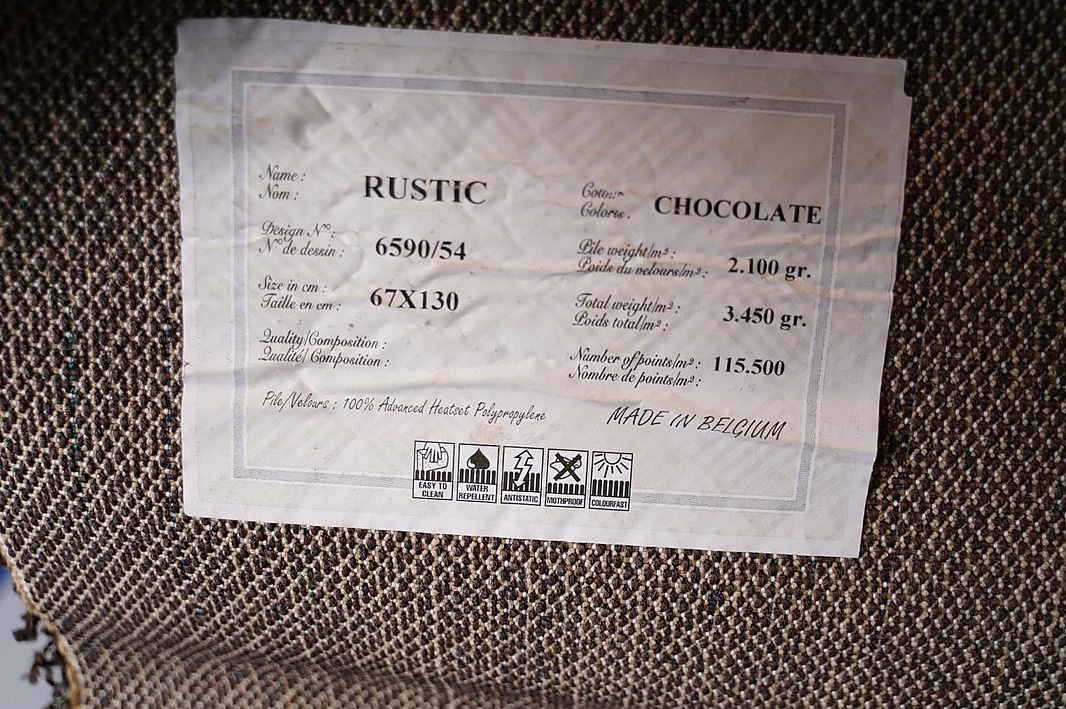 Name :
Nom :
RUSTIC
Design N°:
N° de dessin :
6590/54
Size in cm :
Taille en cm :
67X130
Quality/Composition :
Qualité/ Composition :
Pile/Velours : 100% Advanced Heatset Polypropylene
Coloris :
CHOCOLATE
Pile weight/m² :
Poids du velours/m² :
2.100 gr.
Total weight/m² :
Poids total/m² :
3.450 gr.
Number of points/m² :
Nombre de points/m² :
115.500
MADE IN BELGIUM
EASY TO
CLEAN
WATER
REPELLENT
ANTISTATIC
MOTHPROOF
COLOURFAST